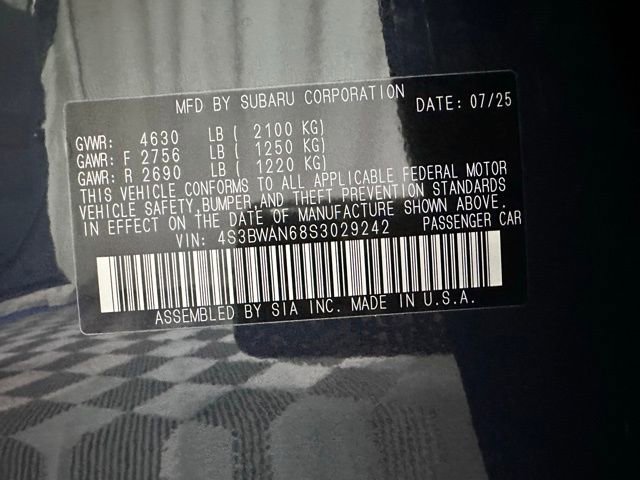 MFD BY SUBARU CORPORATION DATE: 07/25
GVWR: 4630 LB ( 2100 KG)
GAWR: F 2756 LB ( 1250 KG)
GAWR: R 2690 LB ( 1220 KG)
THIS VEHICLE CONFORMS TO ALL APPLICABLE FEDERAL MOTOR
VEHICLE SAFETY,BUMPER,AND THEFT PREVENTION STANDARDS
IN EFFECT ON THE DATE OF MANUFACTURE SHOWN ABOVE.
VIN: 4S3BWAN68S3029242 PASSENGER CAR
ASSEMBLED BY SIA INC. MADE IN U.S.A.